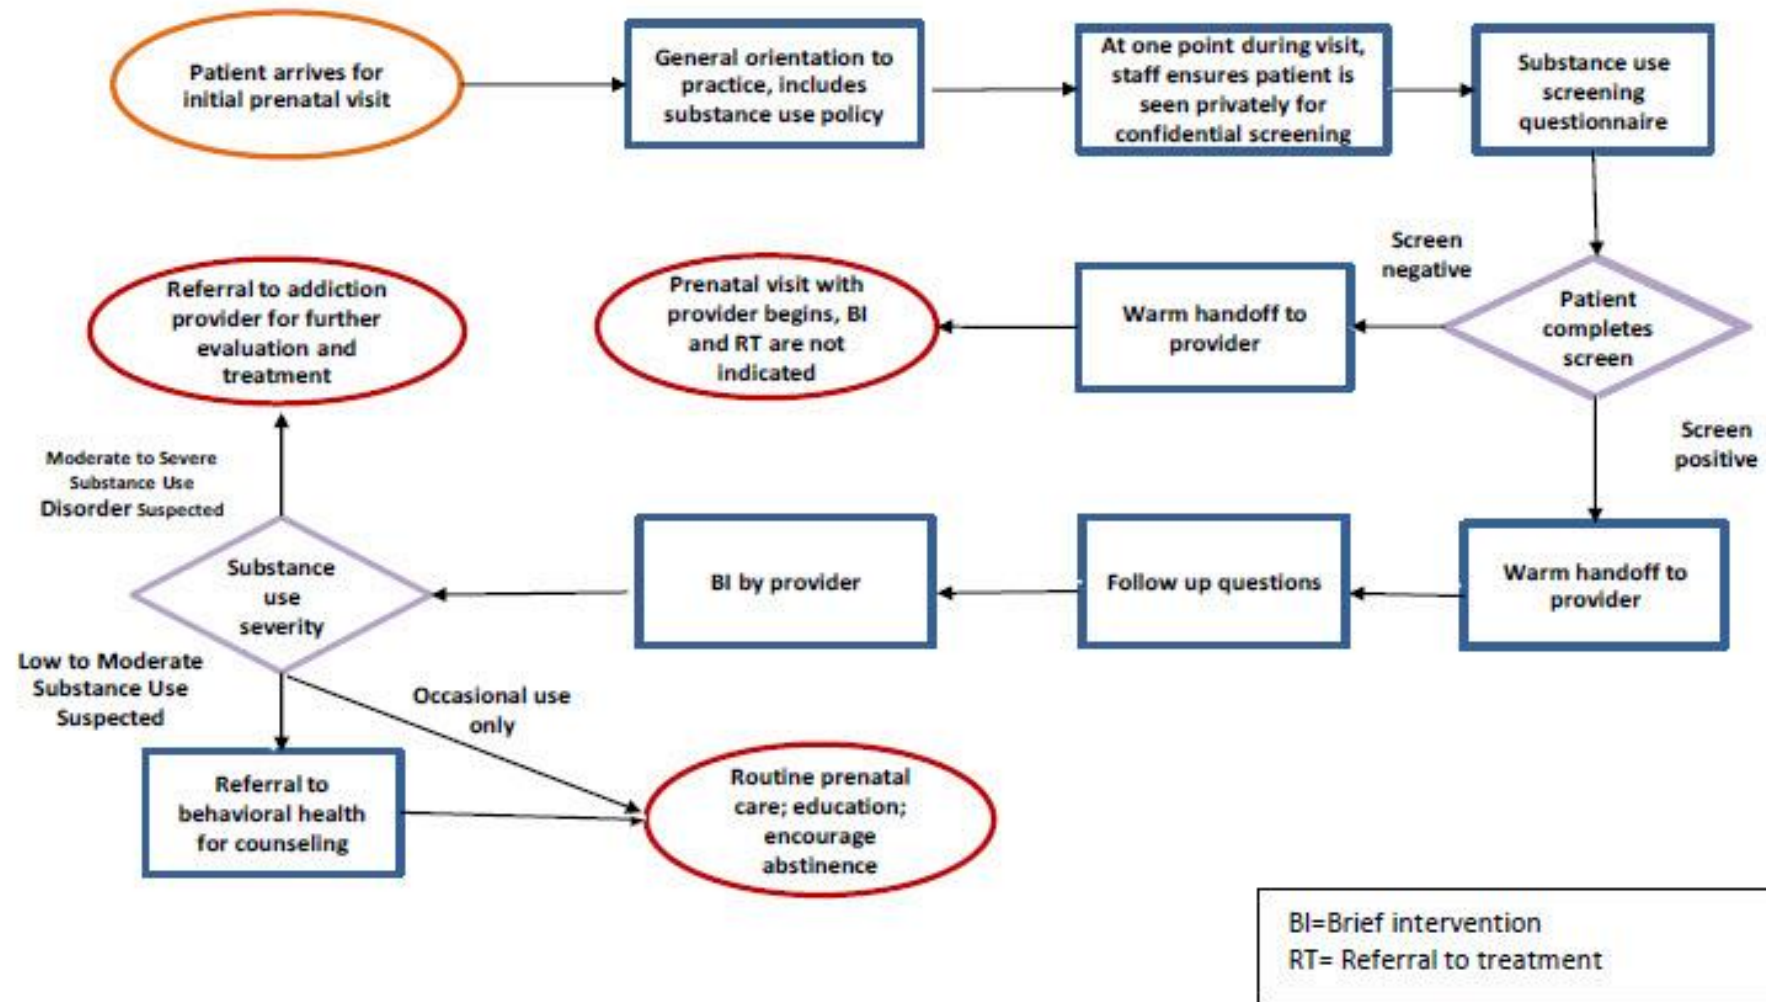 Patient arrives for
initial prenatal visit
General orientation to
practice, includes
substance use policy
At one point during visit,
staff ensures patient is
seen privately for
confidential screening
Substance use
screening
questionnaire
Referral to addiction
provider for further
evaluation and
treatment
Prenatal visit with
provider begins, BI
and RT are not
indicated
Warm handoff to
provider
Screen
negative
Patient
completes
screen
Screen
positive
Moderate to Severe
Substance Use
Disorder Suspected
Substance
use
severity
BI by provider
Follow up questions
Warm handoff to
provider
Low to Moderate
Substance Use
Suspected
Occasional use
only
Referral to
behavioral health
for counseling
Routine prenatal
care; education;
encourage
abstinence
BI=Brief intervention
RT= Referral to treatment